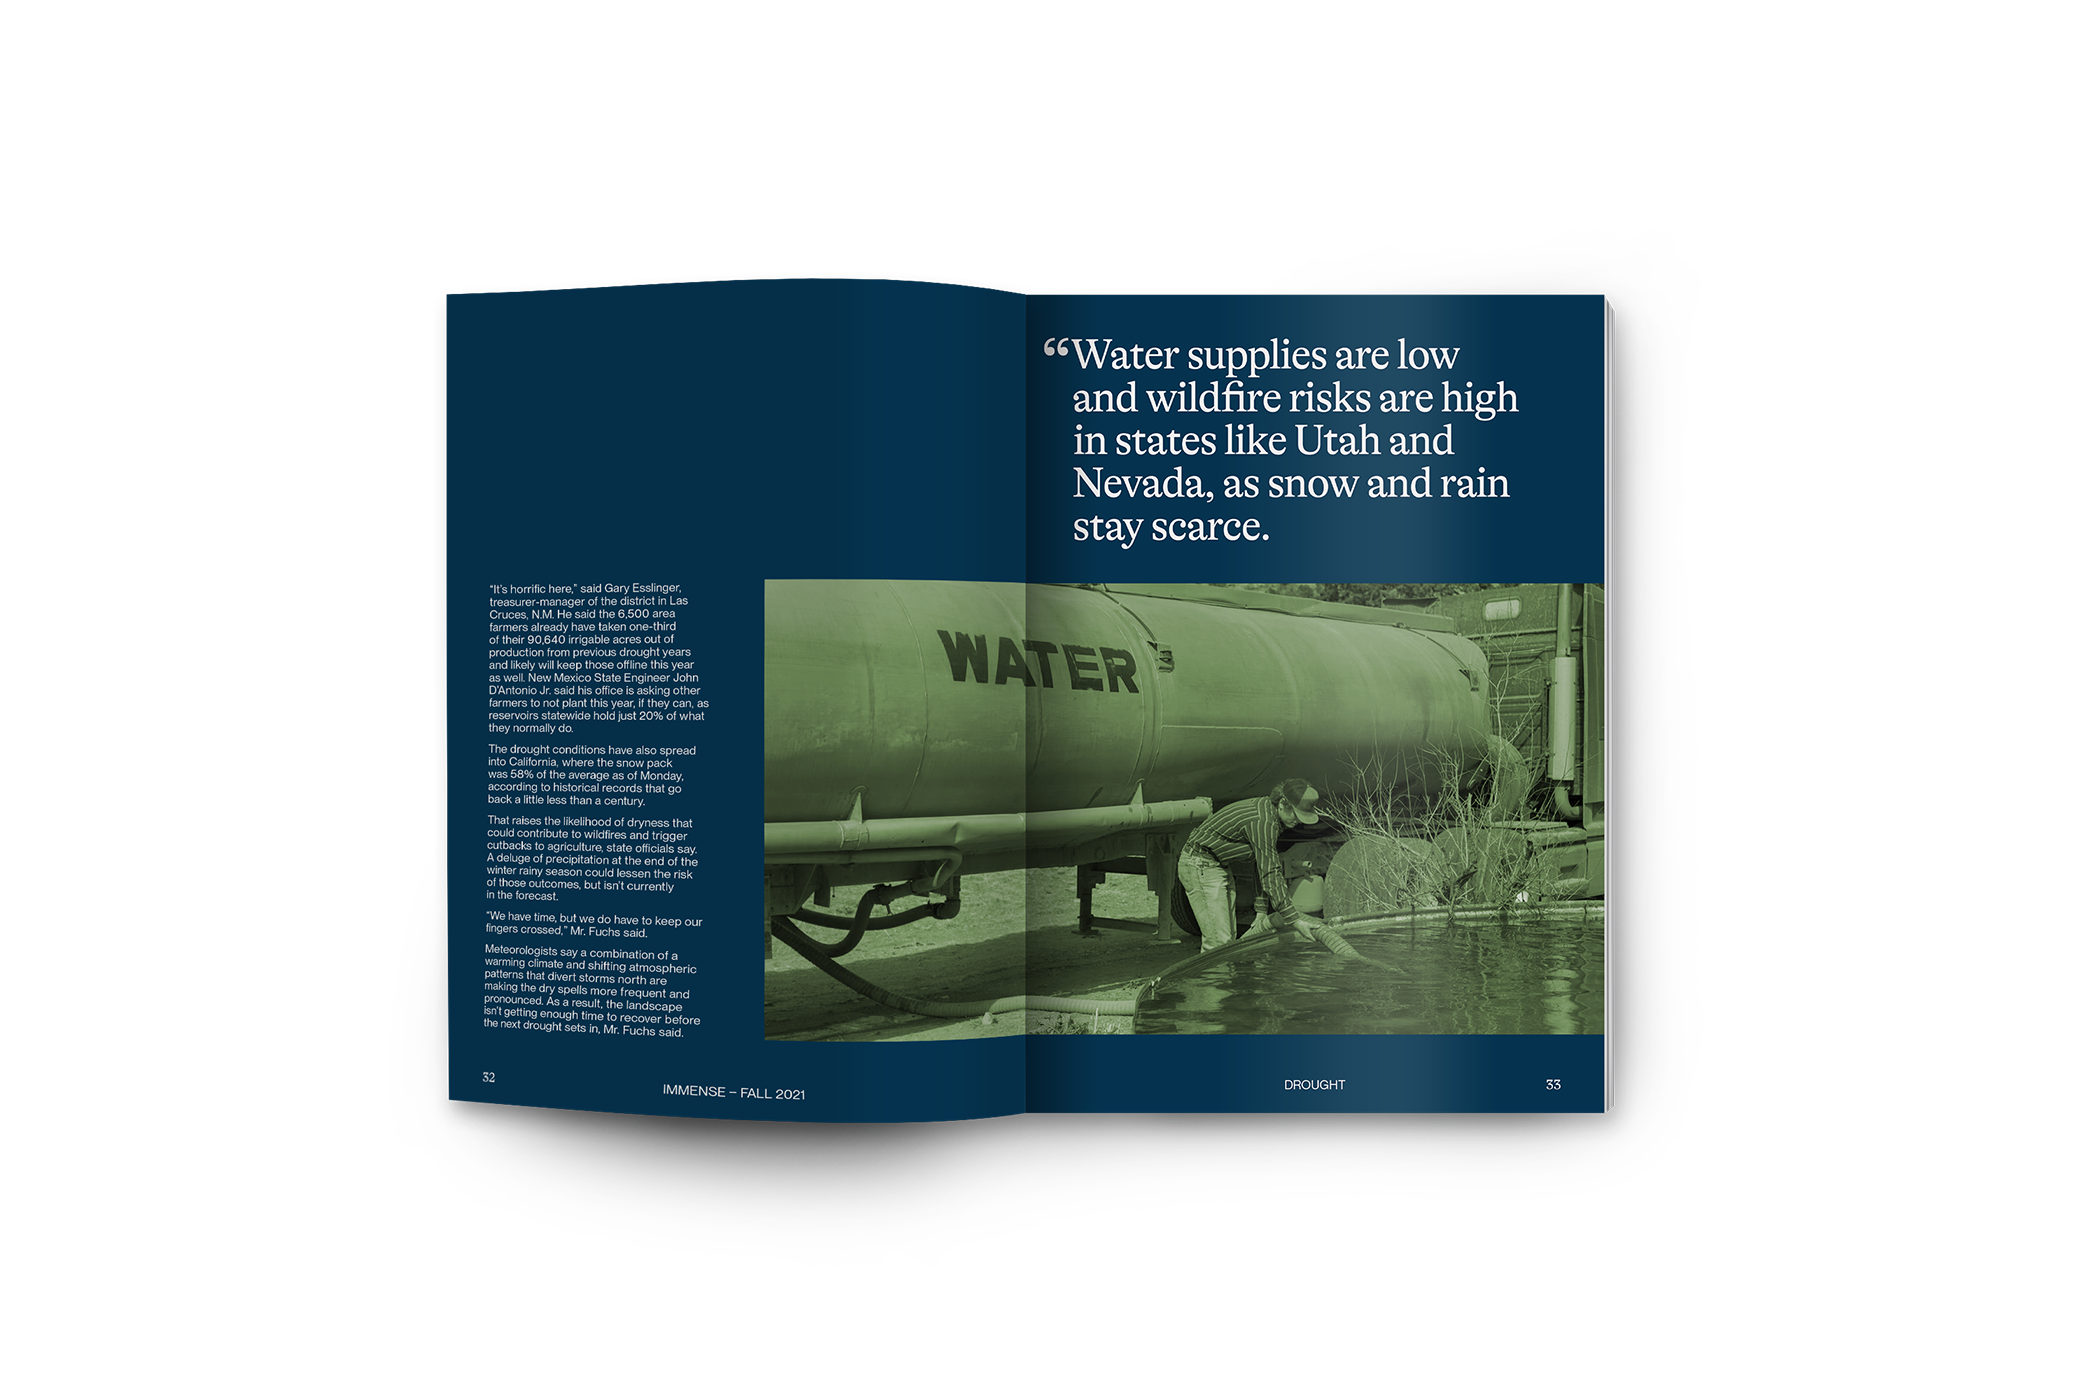 “It’s horrific here,” said Gary Esslinger,
treasurer-manager of the district in Las
Cruces, N.M. He said the 6,500 area
farmers already have taken one-third
of their 90,640 irrigable acres out of
production from previous drought years
and likely will keep those offline this year
as well. New Mexico State Engineer John
D’Antonio Jr. said his office is asking other
farmers to not plant this year, if they can, as
reservoirs statewide hold just 20% of what
they normally do.
The drought conditions have also spread
into California, where the snow pack
was 58% of the average as of Monday,
according to historical records that go
back a little less than a century.
That raises the likelihood of dryness that
could contribute to wildfires and trigger
cutbacks to agriculture, state officials say.
A deluge of precipitation at the end of the
winter rainy season could lessen the risk
of those outcomes, but isn’t currently
in the forecast.
“We have time, but we do have to keep our
fingers crossed,” Mr. Fuchs said.
Meteorologists say a combination of a
warming climate and shifting atmospheric
patterns that divert storms north are
making the dry spells more frequent and
pronounced. As a result, the landscape
isn’t getting enough time to recover before
the next drought sets in, Mr. Fuchs said.
32
IMMENSE – FALL 2021
“Water supplies are low
and wildfire risks are high
in states like Utah and
Nevada, as snow and rain
stay scarce.
WATER
DROUGHT
33